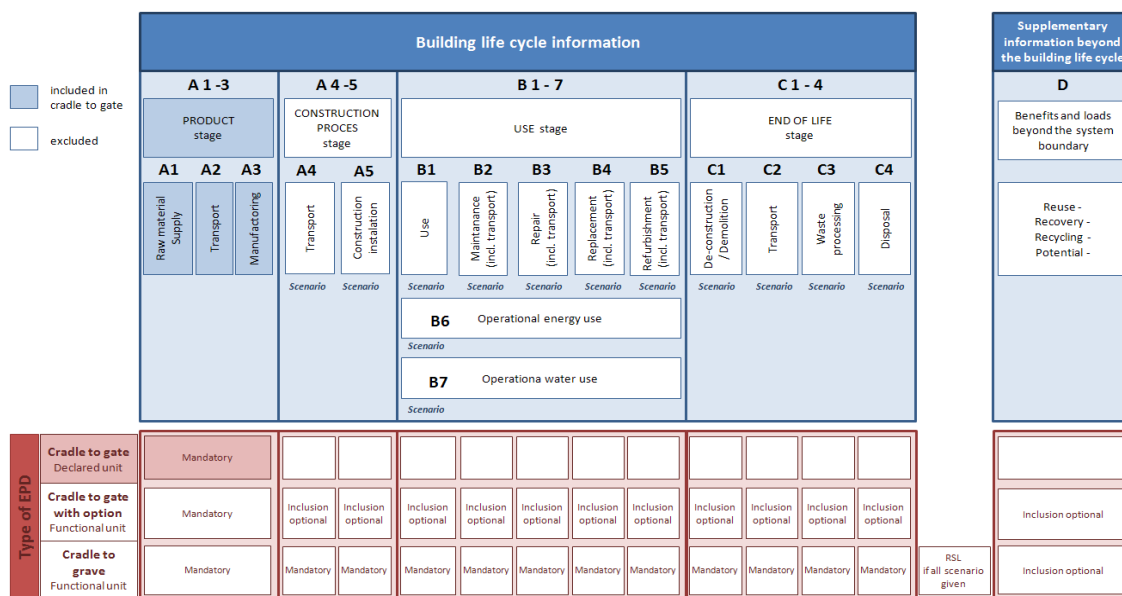 Building life cycle information
Supplementary
information beyond
the building life cycle
included in
cradle to gate
excluded
A 1 -3
A 4 -5
B 1 - 7
C 1 - 4
D
PRODUCT
stage
CONSTRUCTION
PROCES
stage
USE stage
END OF LIFE
stage
Benefits and loads
beyond the system
boundary
A1
A2
A3
A4
A5
B1
B2
B3
B4
B5
C1
C2
C3
C4
Raw material
Supply
Transport
Manufactoring
Transport
Construction
instalation
Use
Maintanance
(incl. transport)
Repair
(incl. transport)
Replacement
(incl. transport)
Refurbishment
(incl. transport)
De-construction
/ Demolition
Transport
Waste
processing
Disposal
Reuse -
Recovery -
Recycling -
Potential -
Scenario
Scenario
Scenario
Scenario
Scenario
Scenario
Scenario
Scenario
Scenario
Scenario
Scenario
B6
Operational energy use
Scenario
B7
Operationa water use
Scenario
Type of EPD
Cradle to gate
Declared unit
Mandatory
Cradle to gate
with option
Functional unit
Mandatory
Inclusion
optional
Inclusion
optional
Inclusion
optional
Inclusion
optional
Inclusion
optional
Inclusion
optional
Inclusion
optional
Inclusion
optional
Inclusion
optional
Inclusion
optional
Inclusion
optional
Inclusion optional
Cradle to
grave
Functional unit
Mandatory
Mandatory
Mandatory
Mandatory
Mandatory
Mandatory
Mandatory
Mandatory
Mandatory
Mandatory
Mandatory
Mandatory
RSL
if all scenario
given
Inclusion optional